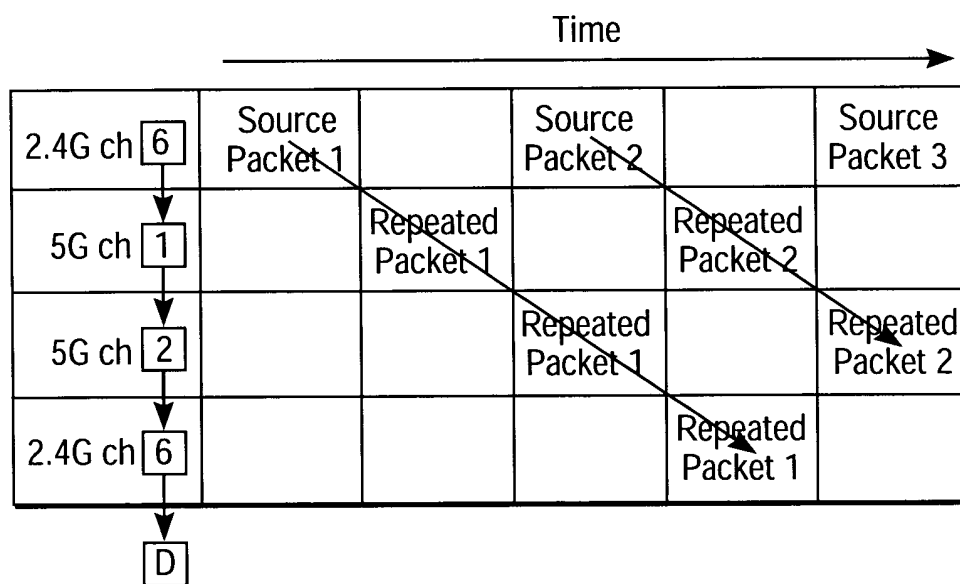 Time
2.4G ch 6
Source
Packet 1
Source
Packet 2
Source
Packet 3
5G ch 1
Repeated
Packet 1
Repeated
Packet 2
5G ch 2
Repeated
Packet 1
Repeated
Packet 2
2.4G ch 6
Repeated
Packet 1
D